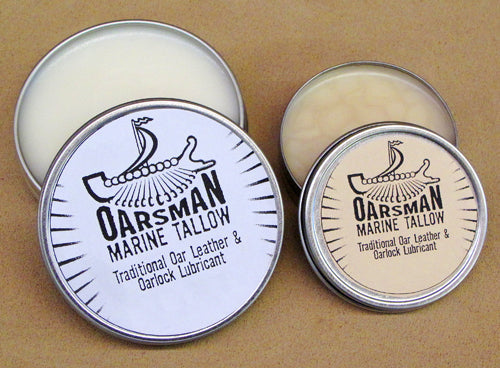 OARSMAN
MARINE TALLOW
Traditional Oar Leather &
Oarlock Lubricant
OARSMAN
MARINE TALLOW
Traditional Oar Leather &
Oarlock Lubricant